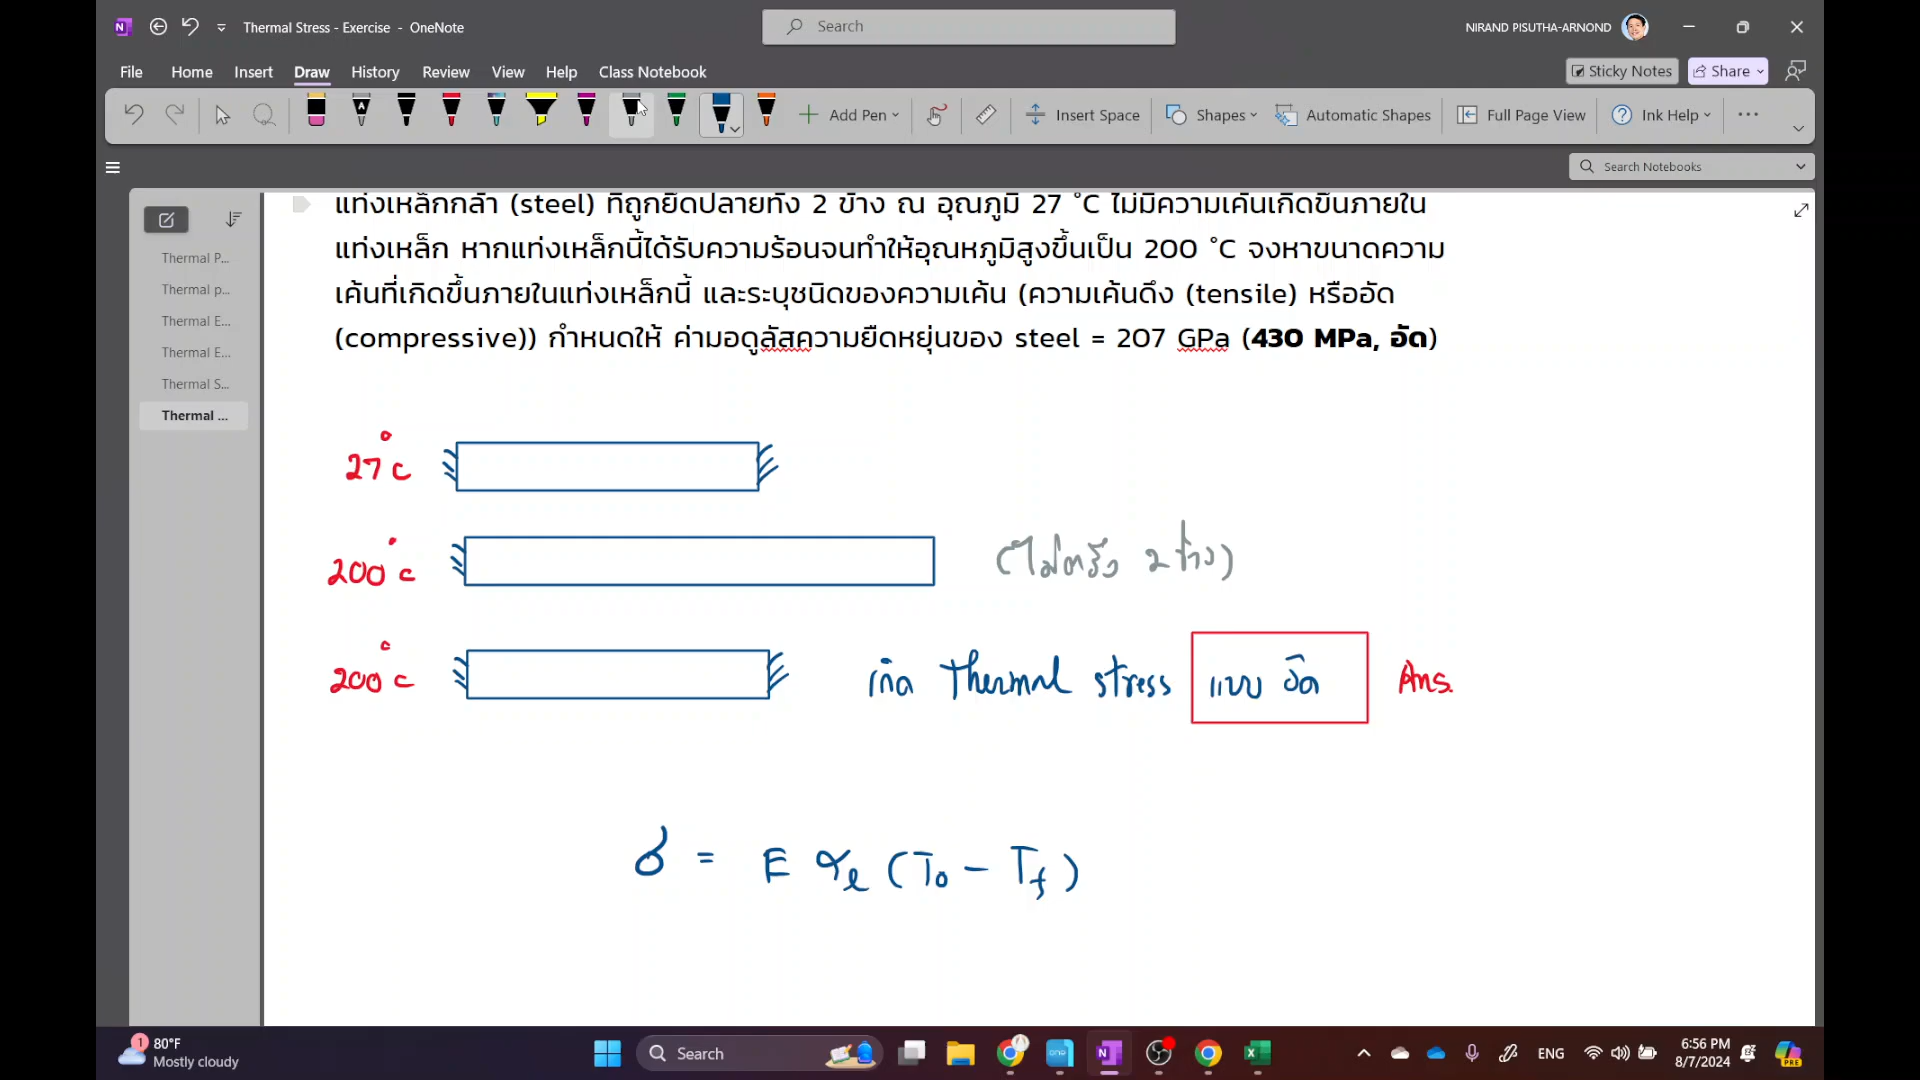 Thermal Stress - Exercise - OneNote
Search
NIRAND PISUTHA-ARNOND
File Home Insert Draw History Review View Help Class Notebook
Sticky Notes Share
Add Pen Insert Space Shapes Automatic Shapes Full Page View Ink Help
Search Notebooks
Thermal P...
Thermal p...
Thermal E...
Thermal E...
Thermal S...
Thermal ...
แท่งเหล็กกล้า (steel) ที่ถูกยึดปลายทั้ง 2 ข้าง ณ อุณภูมิ 27 °C ไม่มีความเค้นเกิดขึ้นภายใน
แท่งเหล็ก หากแท่งเหล็กนี้ได้รับความร้อนจนทำให้อุณหภูมิสูงขึ้นเป็น 200 °C จงหาขนาดความ
เค้นที่เกิดขึ้นภายในแท่งเหล็กนี้ และระบุชนิดของความเค้น (ความเค้นดึง (tensile) หรืออัด
(compressive)) กำหนดให้ ค่ามอดูลัสความยืดหยุ่นของ steel = 207 GPa (430 MPa, อัด)
27 °C
200 °C (ไม่ตรึง 2 ข้าง)
200 °C เกิด Thermal stress แบบ อัด Ans.
σ = E αℓ (T₀ - T_f)
80°F
Mostly cloudy
Search
ENG
6:56 PM
8/7/2024